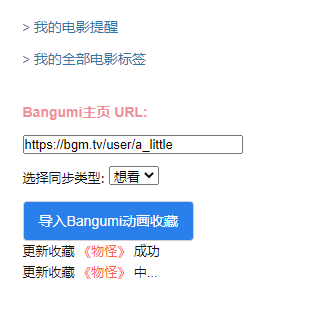 > 我的电影提醒
> 我的全部电影标签
Bangumi主页 URL:
https://bgm.tv/user/a_little
选择同步类型: 想看
导入Bangumi动画收藏
更新收藏 《物怪》 成功
更新收藏 《物怪》 中...